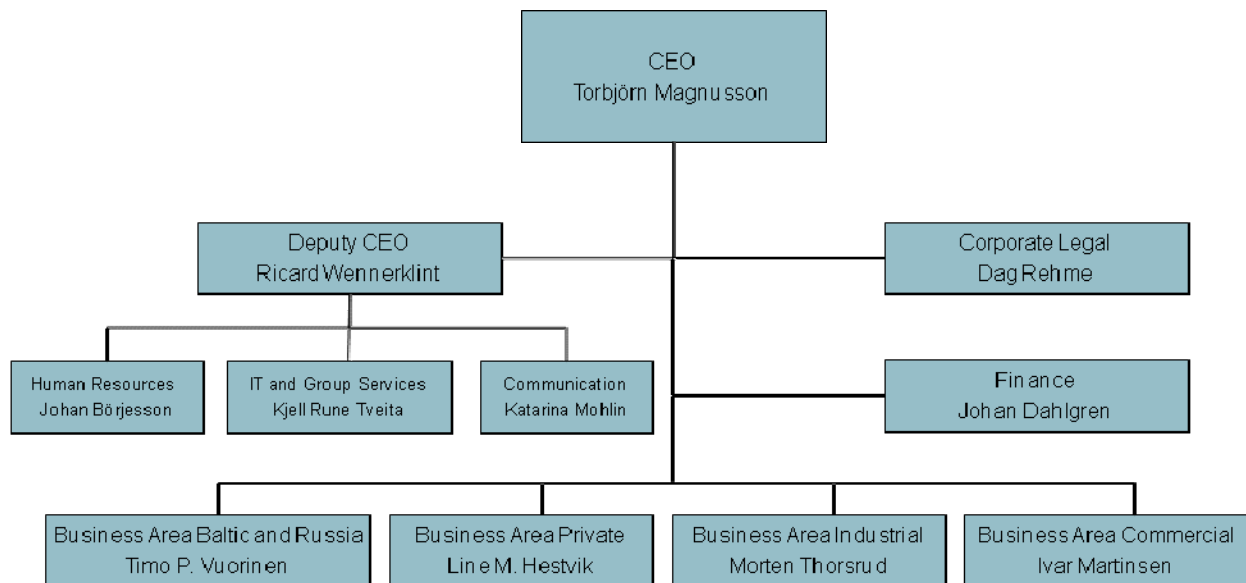 CEO
Torbjörn Magnusson
Deputy CEO
Ricard Wennerklint
Corporate Legal
Dag Rehme
Human Resources
Johan Börjesson
IT and Group Services
Kjell Rune Tveita
Communication
Katarina Mohlin
Finance
Johan Dahlgren
Business Area Baltic and Russia
Timo P. Vuorinen
Business Area Private
Line M. Hestvik
Business Area Industrial
Morten Thorsrud
Business Area Commercial
Ivar Martinsen